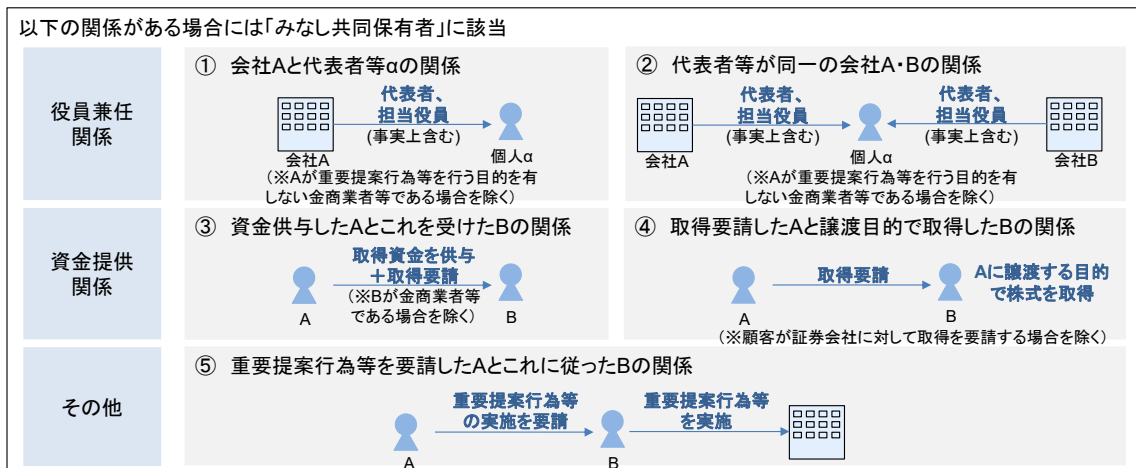 以下の関係がある場合には「みなし共同保有者」に該当
役員兼任
関係
① 会社Aと代表者等αの関係
代表者、
担当役員
(事実上含む)
会社A
個人α
(※Aが重要提案行為等を行う目的を有
しない金商業者等である場合を除く)
② 代表者等が同一の会社A・Bの関係
代表者、
担当役員
(事実上含む)
代表者、
担当役員
(事実上含む)
会社A
個人α
会社B
(※Aが重要提案行為等を行う目的を有
しない金商業者等である場合を除く)
資金提供
関係
③ 資金供与したAとこれを受けたBの関係
取得資金を供与
+取得要請
(※Bが金商業者等
である場合を除く)
A
B
④ 取得要請したAと譲渡目的で取得したBの関係
取得要請
Aに譲渡する目的
で株式を取得
A
B
(※顧客が証券会社に対して取得を要請する場合を除く)
その他
⑤ 重要提案行為等を要請したAとこれに従ったBの関係
重要提案行為等
の実施を要請
重要提案行為等
を実施
A
B